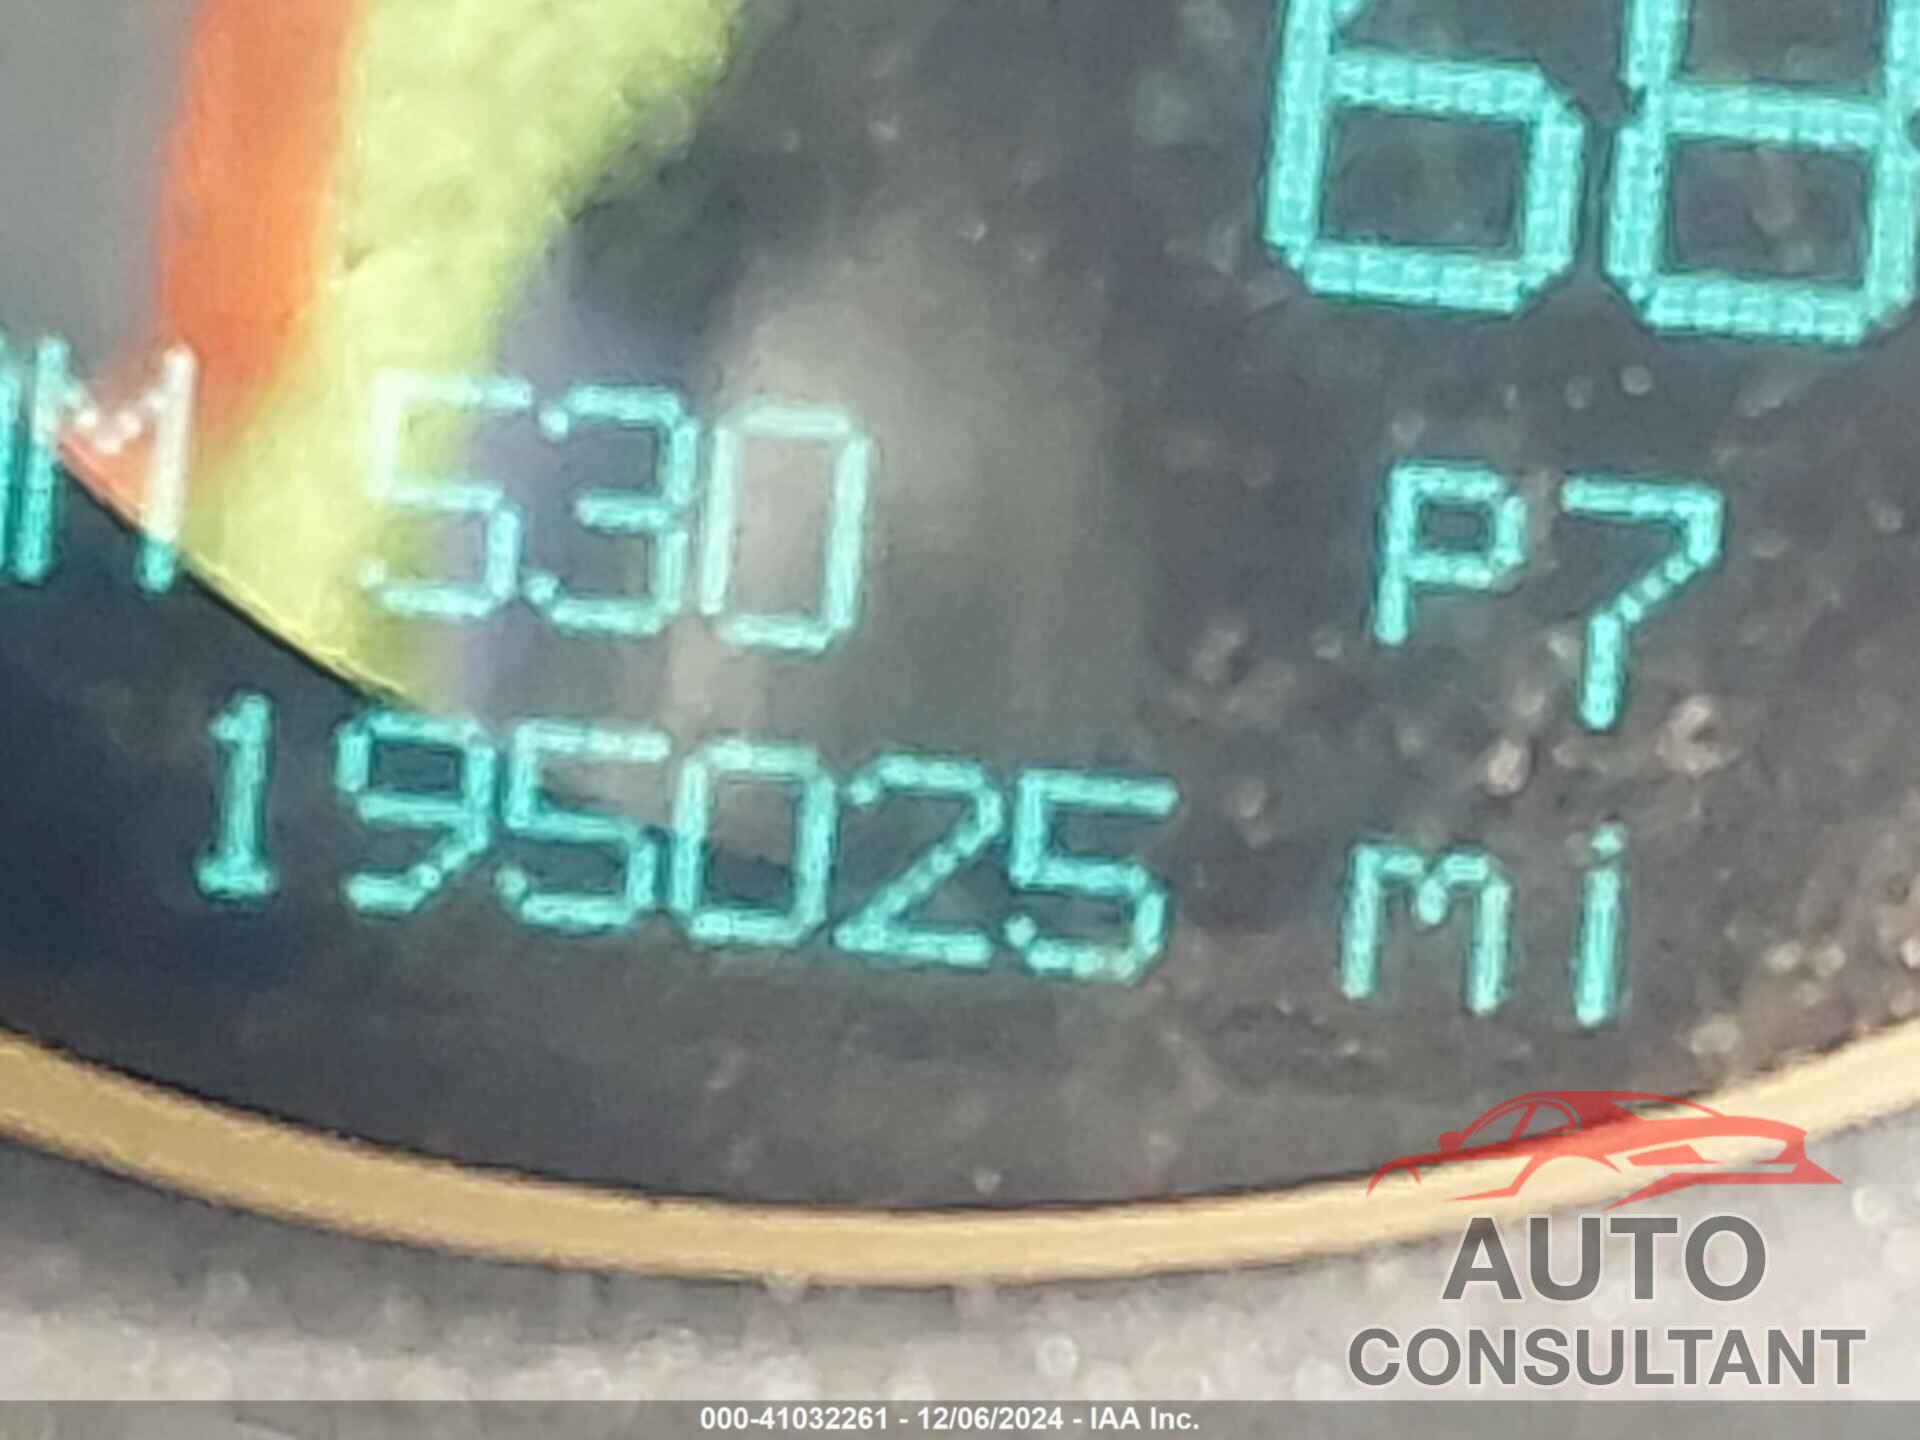 68
M 530 P7
195025 mi
AUTO
CONSULTANT
000-41032261 - 12/06/2024 - IAA Inc.